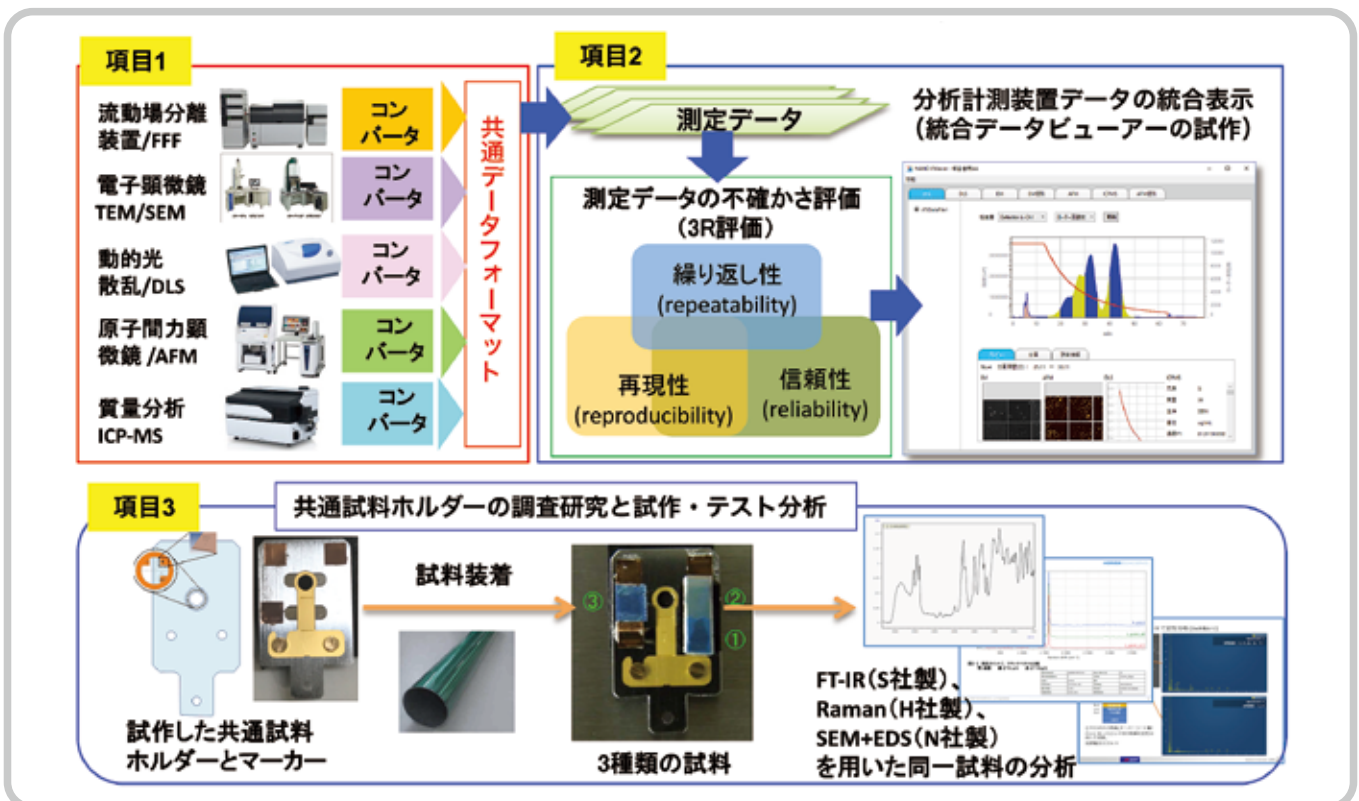 項目1
流動場分離
装置/FFF
コン
バータ
電子顕微鏡
TEM/SEM
コン
バータ
動的光
散乱/DLS
コン
バータ
原子間力顕
微鏡 /AFM
コン
バータ
質量分析
ICP-MS
コン
バータ
共通データフォーマット
項目2
測定データ
測定データの不確かさ評価
(3R評価)
繰り返し性
(repeatability)
再現性
(reproducibility)
信頼性
(reliability)
分析計測装置データの統合表示
(統合データビューアーの試作)
項目3
共通試料ホルダーの調査研究と試作・テスト分析
試作した共通試料
ホルダーとマーカー
試料装着
③
②
①
3種類の試料
FT-IR(S社製)、
Raman(H社製)、
SEM+EDS(N社製)
を用いた同一試料の分析